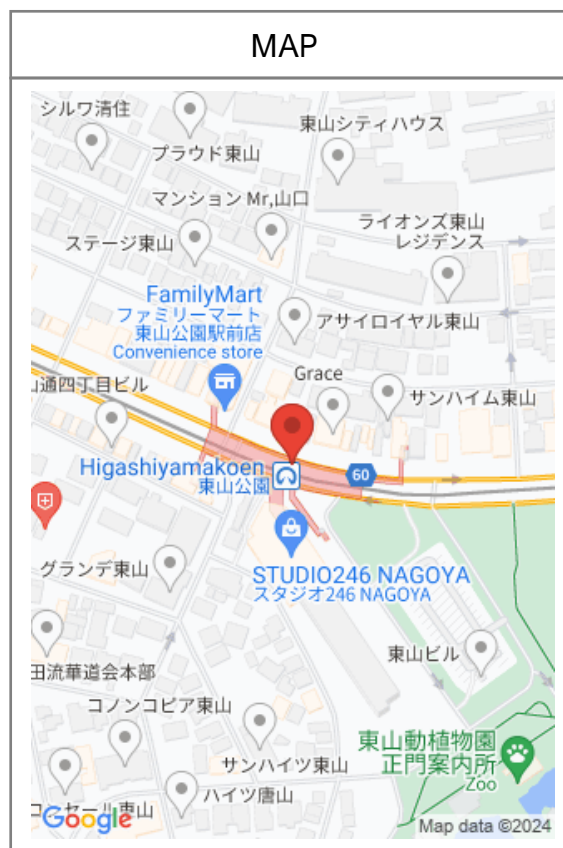 MAP
シルワ清住
東山シティハウス
プラウド東山
マンション Mr,山口
ライオンズ東山
レジデンス
ステージ東山
FamilyMart
ファミリーマート
東山公園駅前店
Convenience store
アサイロイヤル東山
Grace
山通四丁目ビル
サンハイム東山
Higashiyamakoen
東山公園
60
STUDIO246 NAGOYA
スタジオ246 NAGOYA
グランデ東山
東山ビル
田流華道会本部
コノンコピア東山
東山動植物園
正門案内所
Zoo
サンハイツ東山
ハイツ唐山
Google
Map data ©2024